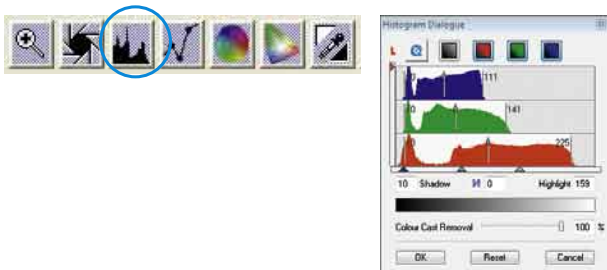 Histogram Dialogue
111
141
225
10 Shadow 0 Highlight 159
Colour Cast Removal 100 %
OK Reset Cancel